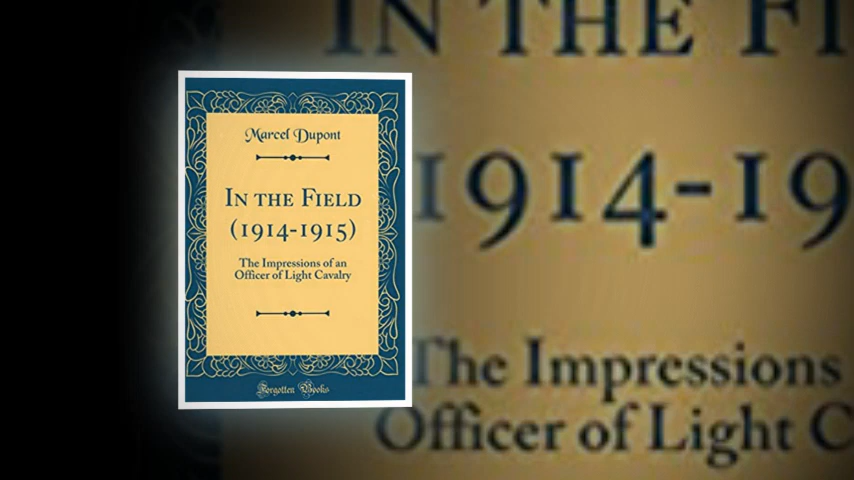 Marcel Dupont
IN THE FIELD
(1914-1915)
The Impressions of an
Officer of Light Cavalry
Forgotten Books
IN THE FI
1914-19
The Impressions
Officer of Light C